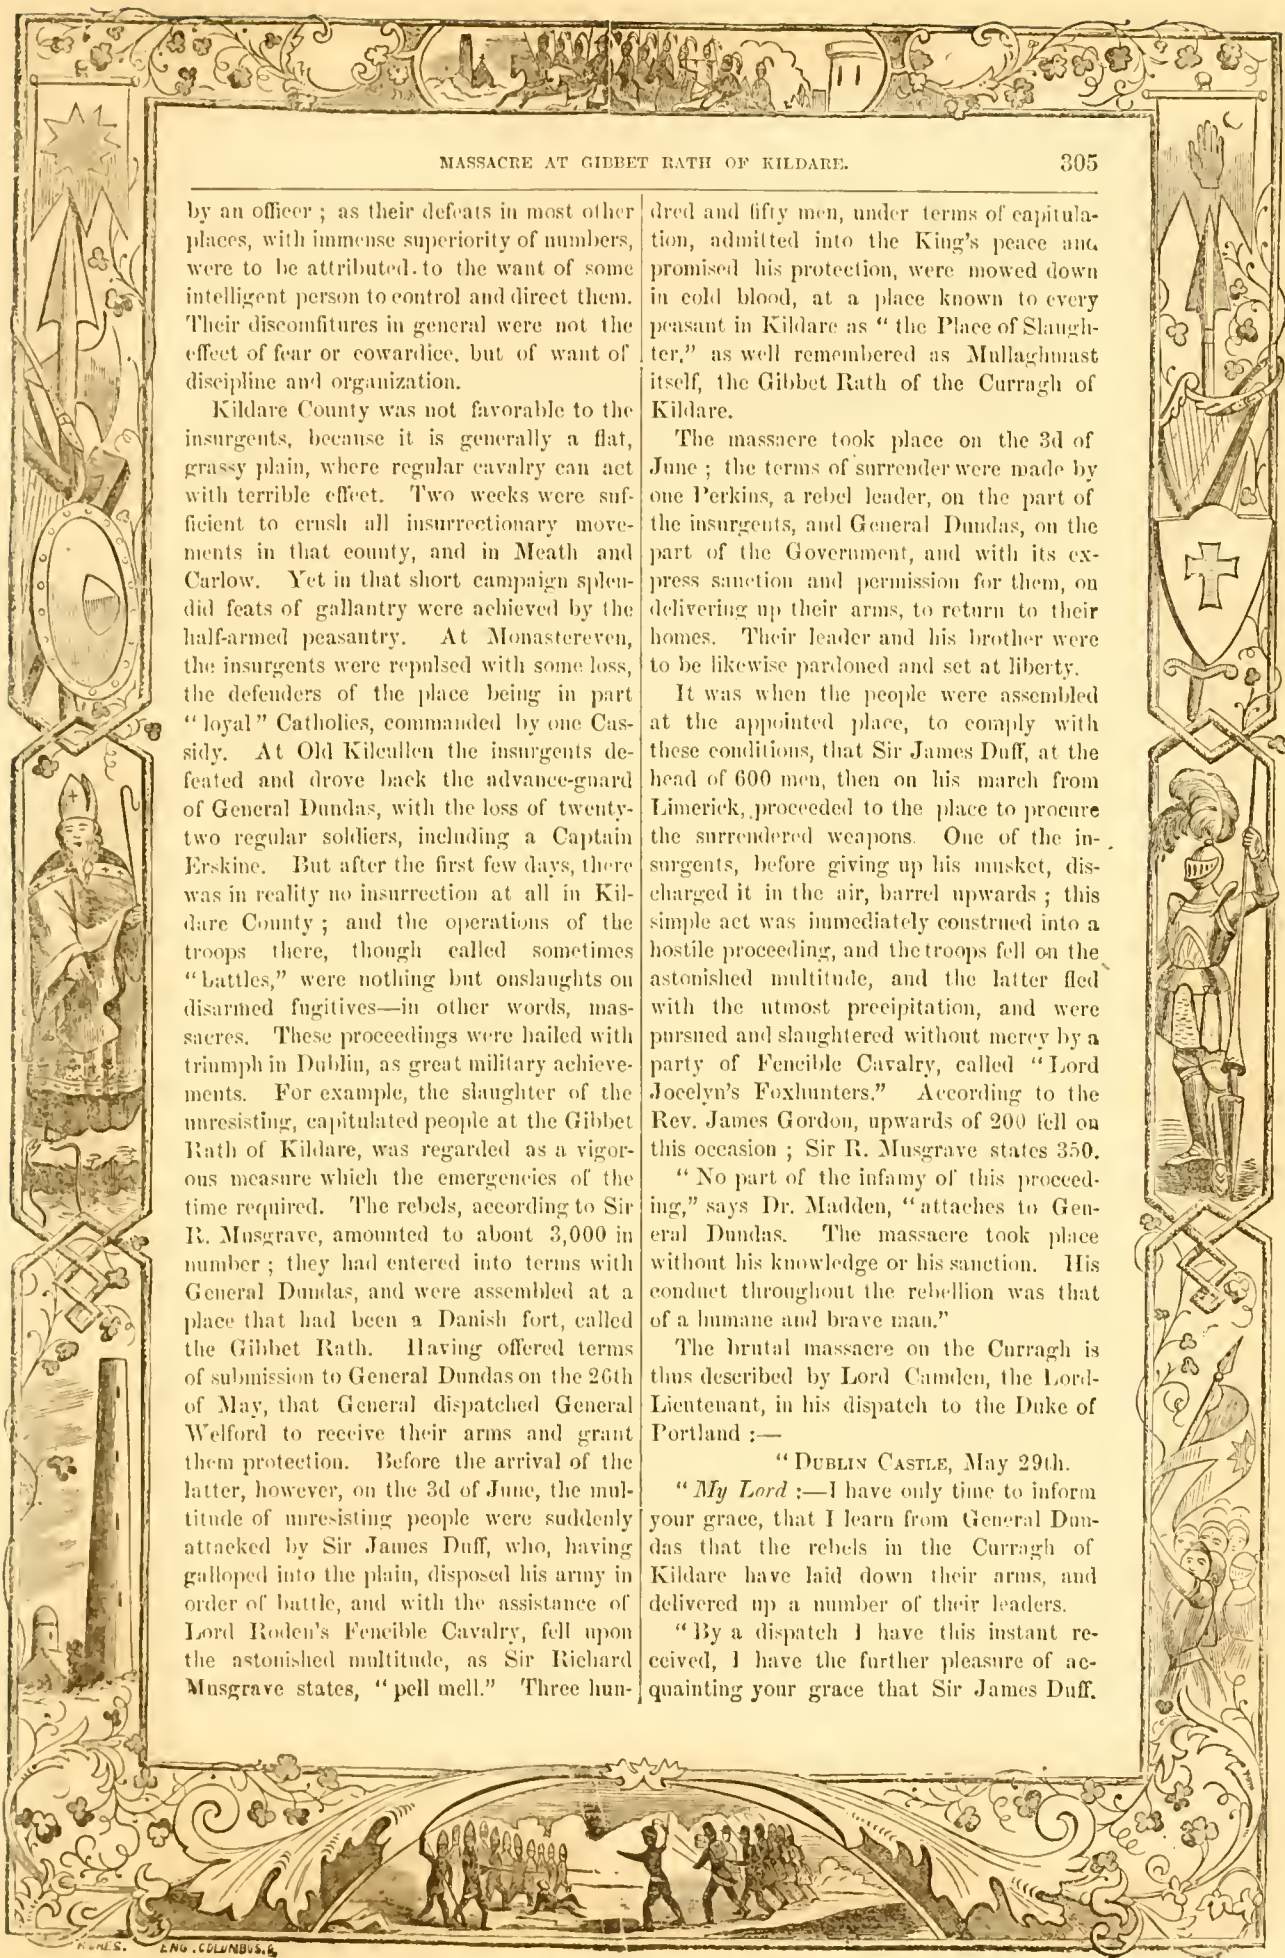 MASSACRE AT GIBBET RATH OF KILDARE. 305
by an officer ; as their defeats in most other
places, with immense superiority of numbers,
were to be attributed. to the want of some
intelligent person to control and direct them.
Their discomfitures in general were not the
effect of fear or cowardice, but of want of
discipline and organization.
Kildare County was not favorable to the
insurgents, because it is generally a flat,
grassy plain, where regular cavalry can act
with terrible effect. Two weeks were suf-
ficient to crush all insurrectionary move-
ments in that county, and in Meath and
Carlow. Yet in that short campaign splen-
did feats of gallantry were achieved by the
half-armed peasantry. At Monastereven,
the insurgents were repulsed with some loss,
the defenders of the place being in part
" loyal " Catholics, commanded by one Cas-
sidy. At Old Kilcullen the insurgents de-
feated and drove back the advance-guard
of General Dundas, with the loss of twenty-
two regular soldiers, including a Captain
Erskine. But after the first few days, there
was in reality no insurrection at all in Kil-
dare County ; and the operations of the
troops there, though called sometimes
" battles," were nothing but onslaughts on
disarmed fugitives—in other words, mas-
sacres. These proceedings were hailed with
triumph in Dublin, as great military achieve-
ments. For example, the slaughter of the
unresisting, capitulated people at the Gibbet
Rath of Kildare, was regarded as a vigor-
ous measure which the emergencies of the
time required. The rebels, according to Sir
R. Musgrave, amounted to about 3,000 in
number ; they had entered into terms with
General Dundas, and were assembled at a
place that had been a Danish fort, called
the Gibbet Rath. Having offered terms
of submission to General Dundas on the 26th
of May, that General dispatched General
Welford to receive their arms and grant
them protection. Before the arrival of the
latter, however, on the 3d of June, the mul-
titude of unresisting people were suddenly
attacked by Sir James Duff, who, having
galloped into the plain, disposed his army in
order of battle, and with the assistance of
Lord Roden's Fencible Cavalry, fell upon
the astonished multitude, as Sir Richard
Musgrave states, " pell mell." Three hun-
dred and fifty men, under terms of capitula-
tion, admitted into the King's peace and
promised his protection, were mowed down
in cold blood, at a place known to every
peasant in Kildare as " the Place of Slaugh-
ter," as well remembered as Mullaghmast
itself, the Gibbet Rath of the Curragh of
Kildare.
The massacre took place on the 3d of
June ; the terms of surrender were made by
one Perkins, a rebel leader, on the part of
the insurgents, and General Dundas, on the
part of the Government, and with its ex-
press sanction and permission for them, on
delivering up their arms, to return to their
homes. Their leader and his brother were
to be likewise pardoned and set at liberty.
It was when the people were assembled
at the appointed place, to comply with
these conditions, that Sir James Duff, at the
head of 600 men, then on his march from
Limerick, proceeded to the place to procure
the surrendered weapons. One of the in-
surgents, before giving up his musket, dis-
charged it in the air, barrel upwards ; this
simple act was immediately construed into a
hostile proceeding, and the troops fell on the
astonished multitude, and the latter fled
with the utmost precipitation, and were
pursued and slaughtered without mercy by a
party of Fencible Cavalry, called " Lord
Jocelyn's Foxhunters." According to the
Rev. James Gordon, upwards of 200 fell on
this occasion ; Sir R. Musgrave states 350.
" No part of the infamy of this proceed-
ing," says Dr. Madden, " attaches to Gen-
eral Dundas. The massacre took place
without his knowledge or his sanction. His
conduct throughout the rebellion was that
of a humane and brave man."
The brutal massacre on the Curragh is
thus described by Lord Camden, the Lord-
Lieutenant, in his dispatch to the Duke of
Portland :—
" DUBLIN CASTLE, May 29th.
" My Lord :—I have only time to inform
your grace, that I learn from General Dun-
das that the rebels in the Curragh of
Kildare have laid down their arms, and
delivered up a number of their leaders.
" By a dispatch I have this instant re-
ceived, I have the further pleasure of ac-
quainting your grace that Sir James Duff,
ENG. COLUMBUS. O.